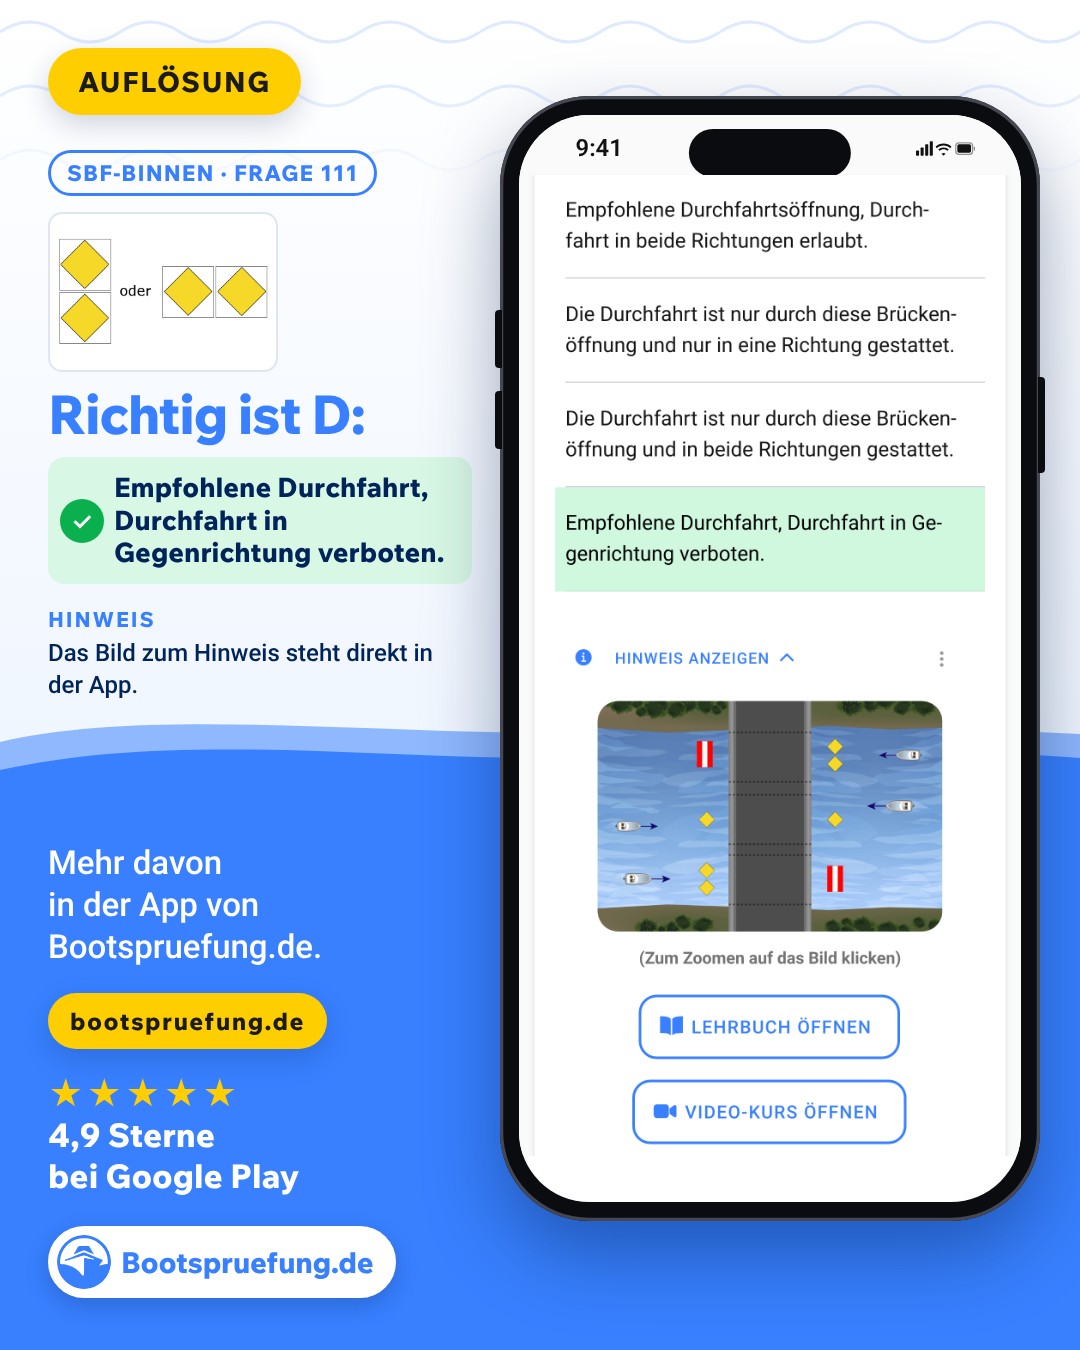 AUFLÖSUNG
SBF-BINNEN · FRAGE 111
oder
Richtig ist D:
Empfohlene Durchfahrt,
Durchfahrt in
Gegenrichtung verboten.
HINWEIS
Das Bild zum Hinweis steht direkt in
der App.
Mehr davon
in der App von
Bootspruefung.de.
bootspruefung.de
★★★★★
4,9 Sterne
bei Google Play
Bootspruefung.de
9:41
Empfohlene Durchfahrtsöffnung, Durch-
fahrt in beide Richtungen erlaubt.
Die Durchfahrt ist nur durch diese Brücken-
öffnung und nur in eine Richtung gestattet.
Die Durchfahrt ist nur durch diese Brücken-
öffnung und in beide Richtungen gestattet.
Empfohlene Durchfahrt, Durchfahrt in Ge-
genrichtung verboten.
HINWEIS ANZEIGEN
(Zum Zoomen auf das Bild klicken)
LEHRBUCH ÖFFNEN
VIDEO-KURS ÖFFNEN